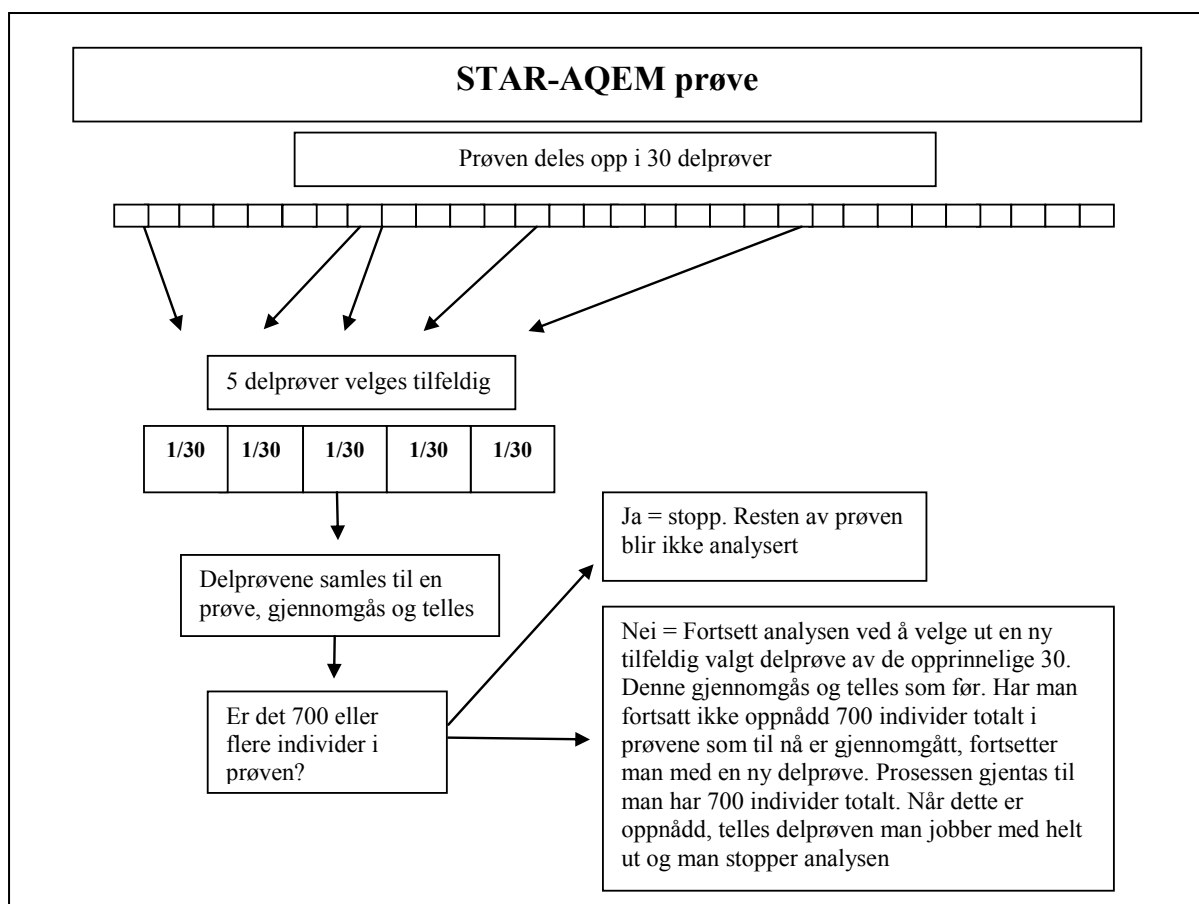 STAR-AQEM prøve
Prøven deles opp i 30 delprøver
5 delprøver velges tilfeldig
1/30 1/30 1/30 1/30 1/30
Delprøvene samles til en
prøve, gjennomgås og telles
Er det 700 eller
flere individer i
prøven?
Ja = stopp. Resten av prøven
blir ikke analysert
Nei = Fortsett analysen ved å velge ut en ny
tilfeldig valgt delprøve av de opprinnelige 30.
Denne gjennomgås og telles som før. Har man
fortsatt ikke oppnådd 700 individer totalt i
prøvene som til nå er gjennomgått, fortsetter
man med en ny delprøve. Prosessen gjentas til
man har 700 individer totalt. Når dette er
oppnådd, telles delprøven man jobber med helt
ut og man stopper analysen